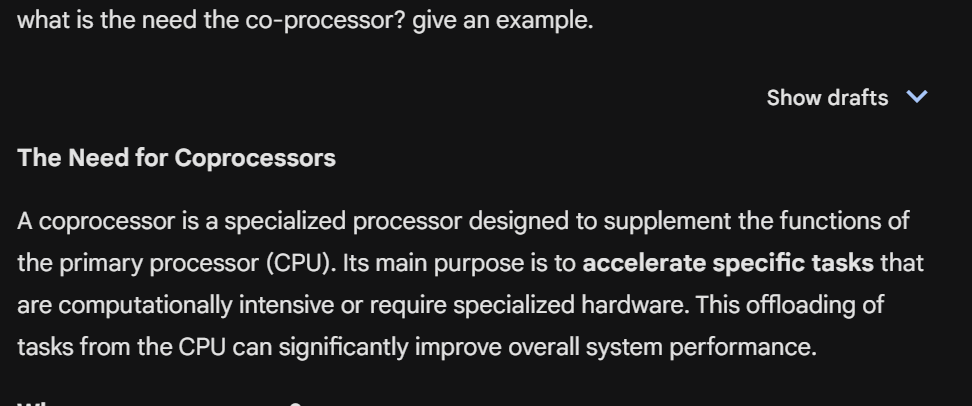 what is the need the co-processor? give an example.
Show drafts
The Need for Coprocessors
A coprocessor is a specialized processor designed to supplement the functions of
the primary processor (CPU). Its main purpose is to accelerate specific tasks that
are computationally intensive or require specialized hardware. This offloading of
tasks from the CPU can significantly improve overall system performance.